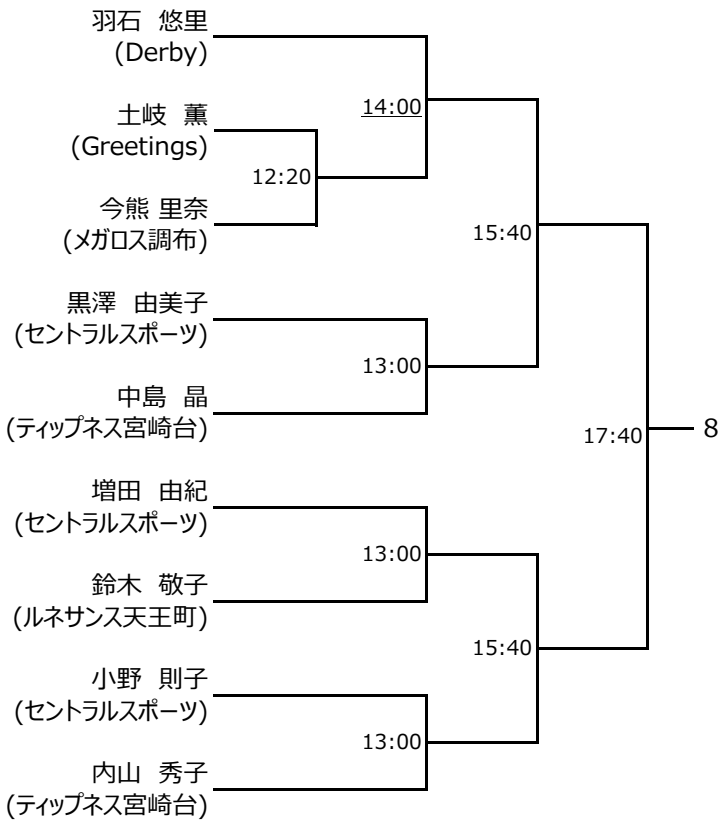 羽石 悠里
(Derby)
14:00
土岐 薫
(Greetings)
12:20
今熊 里奈
(メガロス調布)
15:40
黒澤 由美子
(セントラルスポーツ)
13:00
中島 晶
(ティップネス宮崎台)
17:40
8
増田 由紀
(セントラルスポーツ)
13:00
鈴木 敬子
(ルネサンス天王町)
15:40
小野 則子
(セントラルスポーツ)
13:00
内山 秀子
(ティップネス宮崎台)